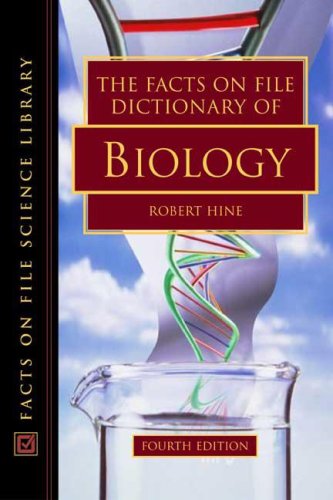 THE FACTS ON FILE
DICTIONARY OF
BIOLOGY
ROBERT HINE
FOURTH EDITION
FACTS ON FILE SCIENCE LIBRARY